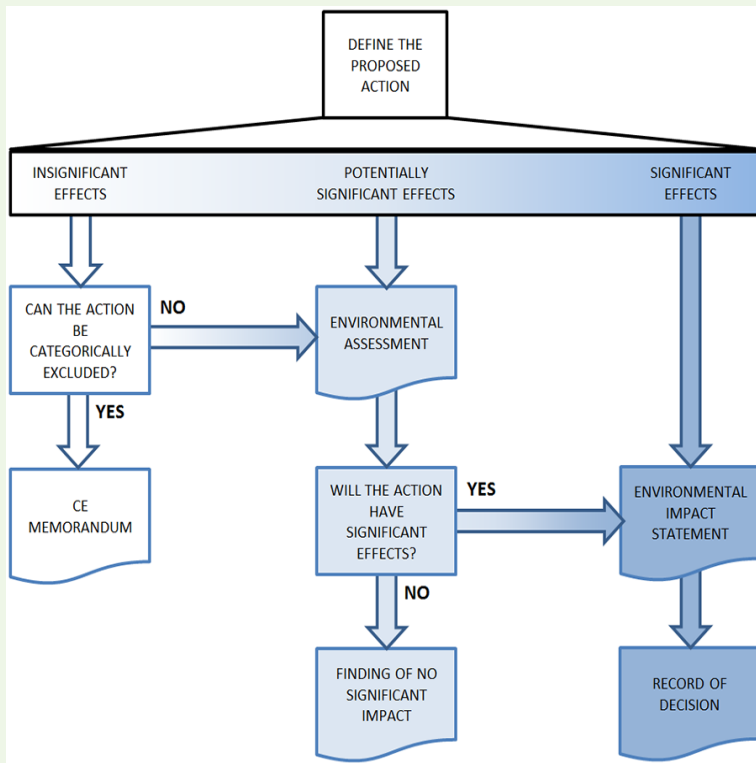 DEFINE THE
PROPOSED
ACTION
INSIGNIFICANT
EFFECTS
POTENTIALLY
SIGNIFICANT EFFECTS
SIGNIFICANT
EFFECTS
CAN THE ACTION
BE
CATEGORICALLY
EXCLUDED?
NO
ENVIRONMENTAL
ASSESSMENT
YES
CE
MEMORANDUM
WILL THE ACTION
HAVE
SIGNIFICANT
EFFECTS?
YES
ENVIRONMENTAL
IMPACT
STATEMENT
NO
FINDING OF NO
SIGNIFICANT
IMPACT
RECORD OF
DECISION